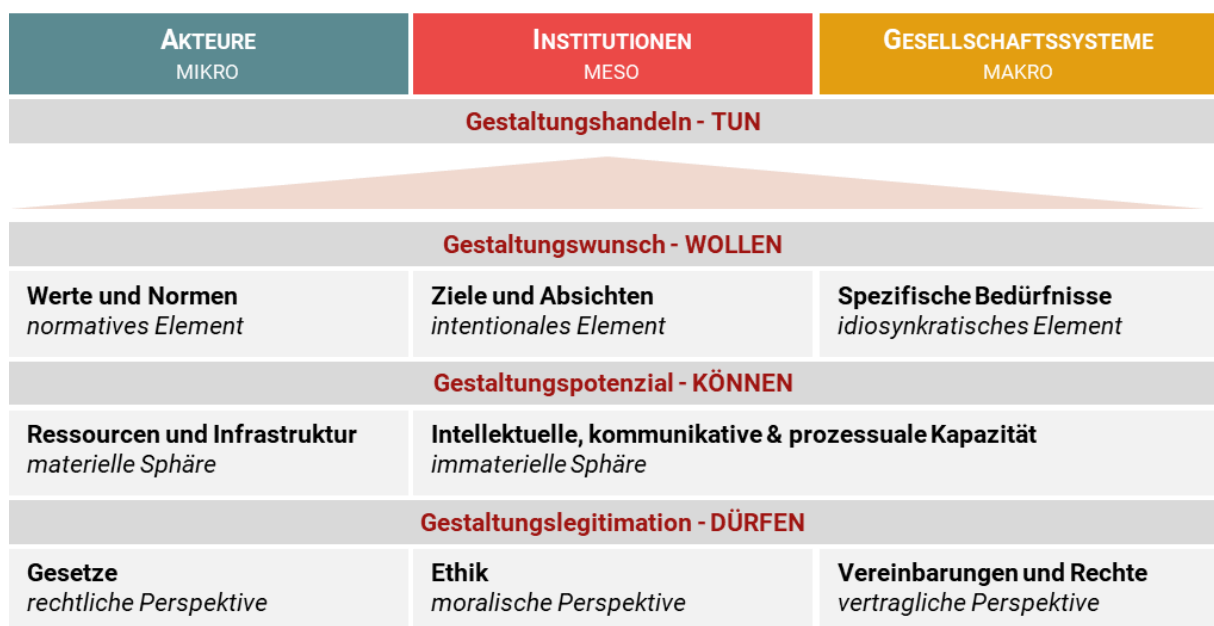 AKTEURE
MIKRO
INSTITUTIONEN
MESO
GESELLSCHAFTSSYSTEME
MAKRO
Gestaltungshandeln - TUN
Gestaltungswunsch - WOLLEN
Werte und Normen
normatives Element
Ziele und Absichten
intentionales Element
Spezifische Bedürfnisse
idiosynkratisches Element
Gestaltungspotenzial - KÖNNEN
Ressourcen und Infrastruktur
materielle Sphäre
Intellektuelle, kommunikative & prozessuale Kapazität
immaterielle Sphäre
Gestaltungslegitimation - DÜRFEN
Gesetze
rechtliche Perspektive
Ethik
moralische Perspektive
Vereinbarungen und Rechte
vertragliche Perspektive